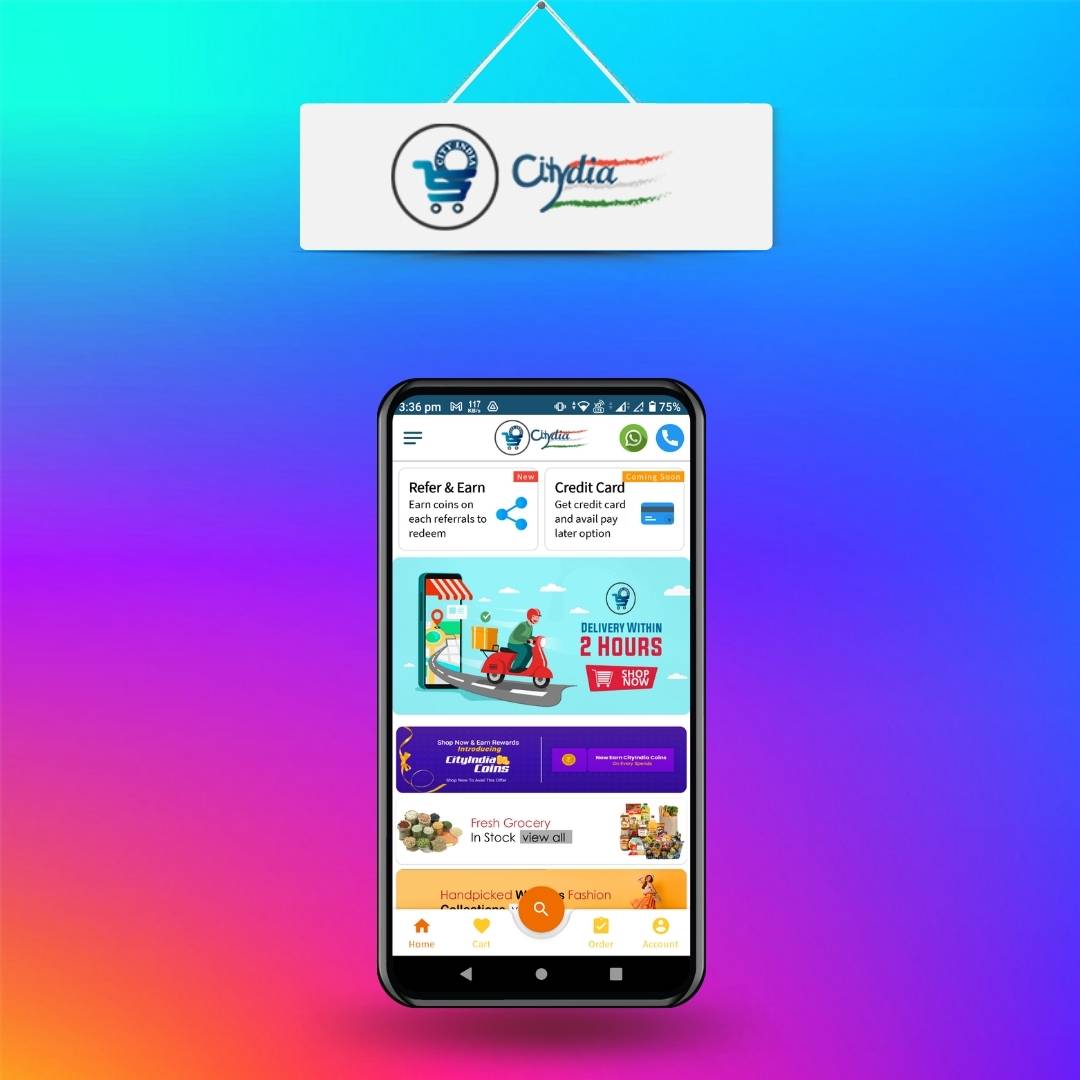 CITY INDIA
Citydia
3:36 pm 117 KB/s 75%
Citydia
New
Refer & Earn
Earn coins on
each referrals to
redeem
Coming Soon
Credit Card
Get credit card
and avail pay
later option
DELIVERY WITHIN
2 HOURS
SHOP
NOW
Shop Now & Earn Rewards
Introducing
CityIndia
Coins
Shop Now To Avail This Offer
Now Earn CityIndia Coins
On Every Spends
Fresh Grocery
In Stock view all
Handpicked Fashion
Collections
Home
Cart
Order
Account